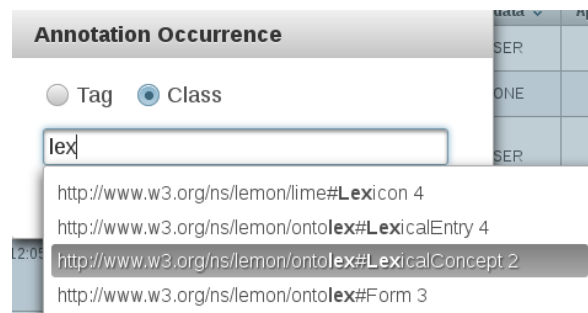 Annotation Occurrence
data
SER
Tag Class
ONE
lex
SER
http://www.w3.org/ns/lemon/lime#Lexicon 4
http://www.w3.org/ns/lemon/ontolex#LexicalEntry 4
12:05
http://www.w3.org/ns/lemon/ontolex#LexicalConcept 2
http://www.w3.org/ns/lemon/ontolex#Form 3